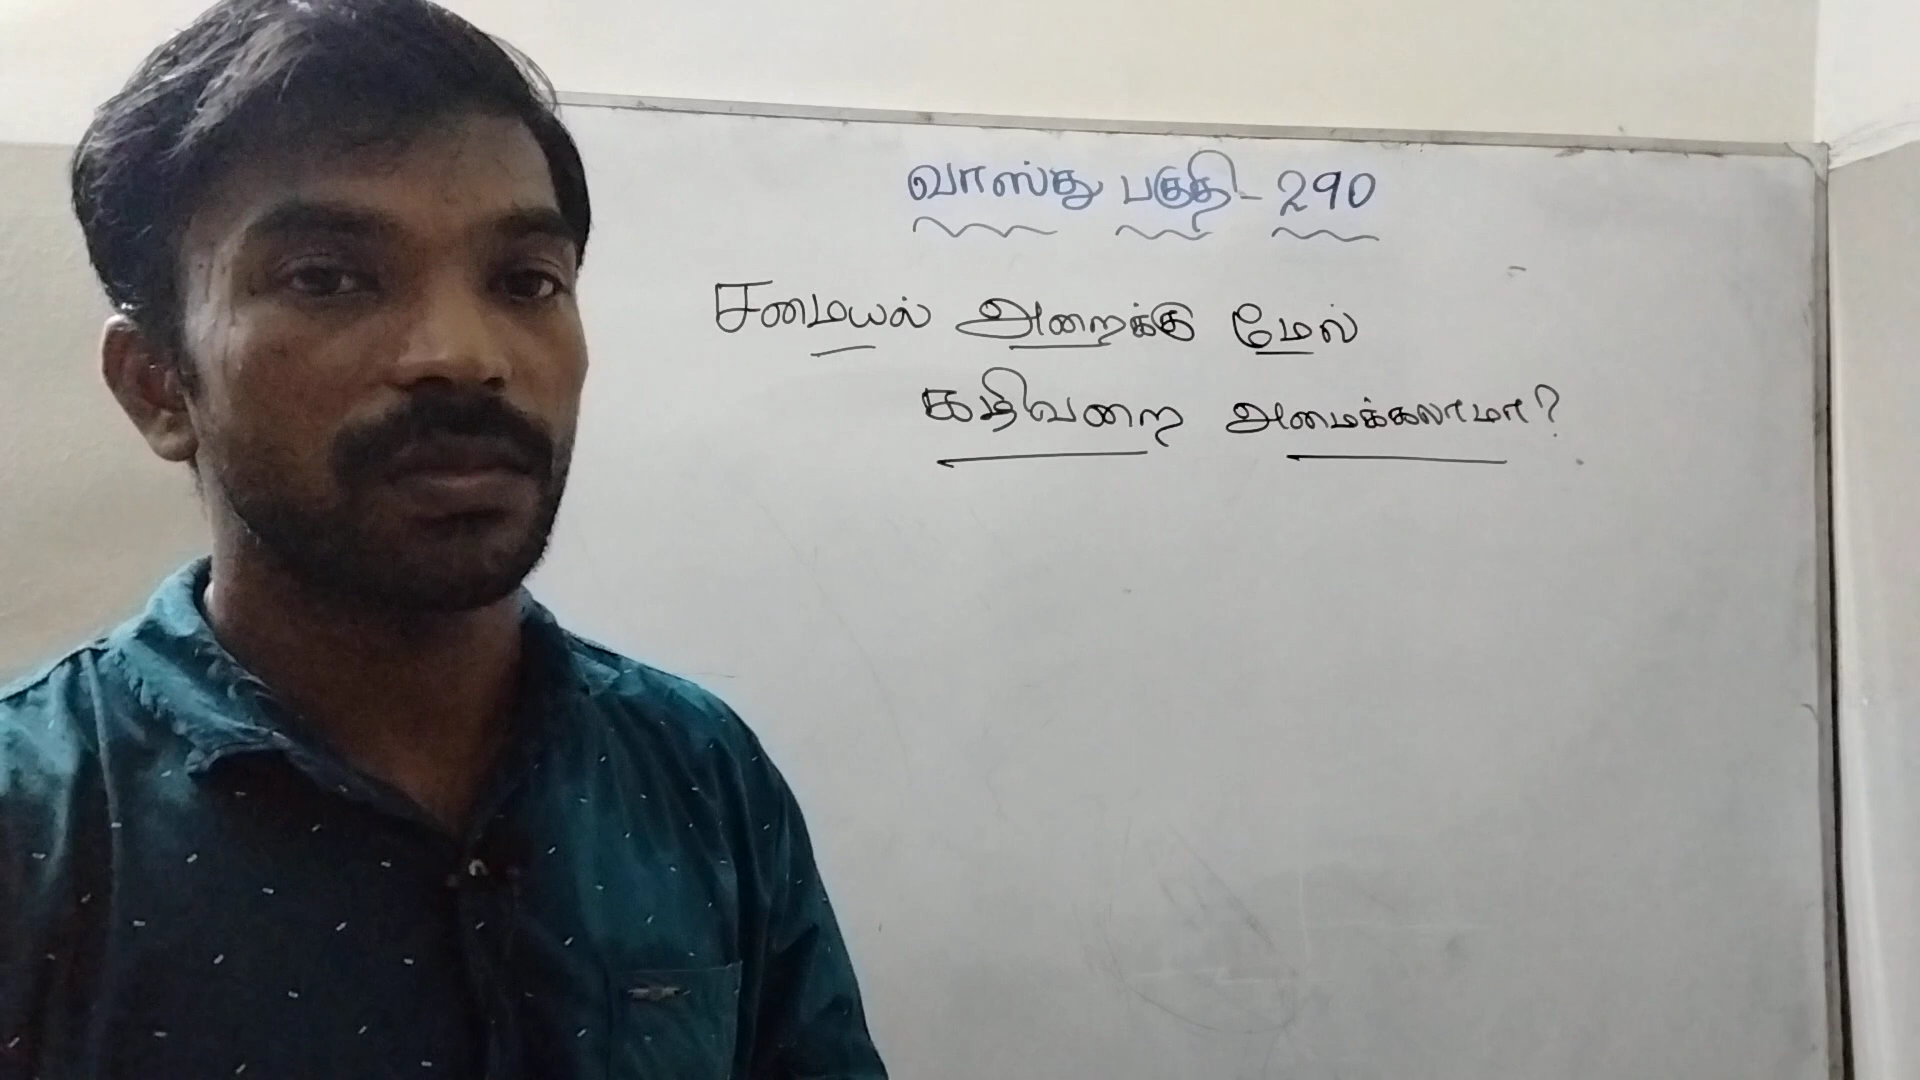 வாஸ்து பகுதி - 290
சமையல் அறைக்கு மேல்
கழிவறை அமைக்கலாமா?